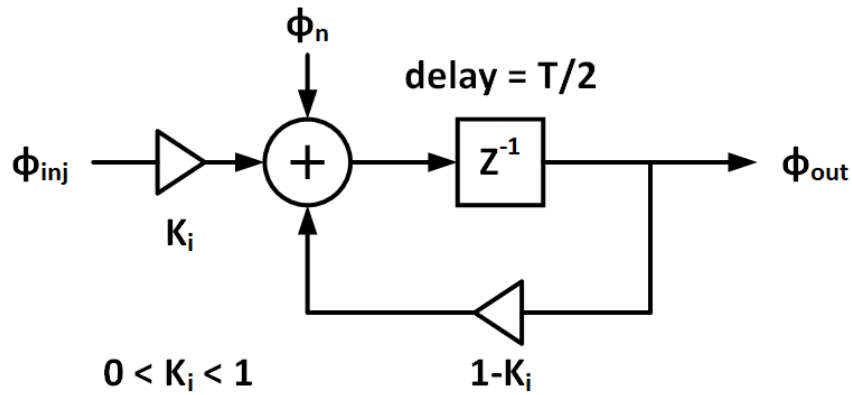 Φn
delay = T/2
Φinj
+
Z-1
Φout
Ki
0 < Ki < 1
1-Ki